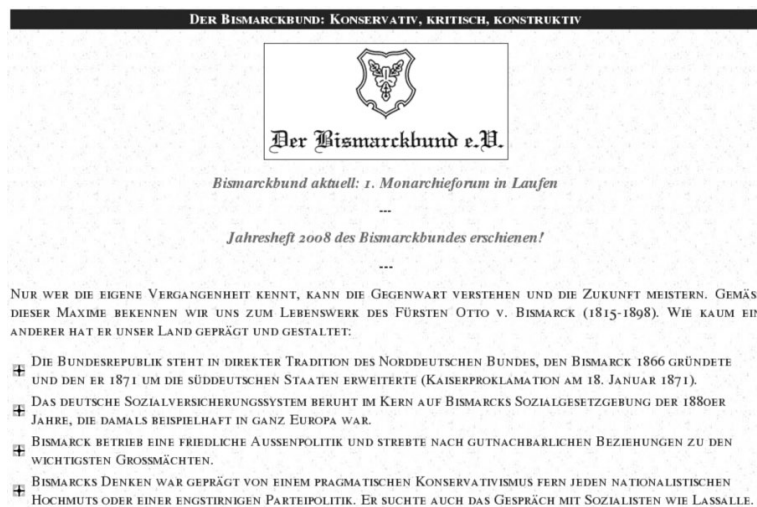 Der Bismarckbund: Konservativ, kritisch, konstruktiv
Der Bismarckbund e.V.
Bismarckbund aktuell: 1. Monarchieforum in Laufen
---
Jahresheft 2008 des Bismarckbundes erschienen!
---
Nur wer die eigene Vergangenheit kennt, kann die Gegenwart verstehen und die Zukunft meistern. Gemäss
dieser Maxime bekennen wir uns zum Lebenswerk des Fürsten Otto v. Bismarck (1815-1898). Wie kaum ein
anderer hat er unser Land geprägt und gestaltet:
Die Bundesrepublik steht in direkter Tradition des Norddeutschen Bundes, den Bismarck 1866 gründete
und den er 1871 um die süddeutschen Staaten erweiterte (Kaiserproklamation am 18. Januar 1871).
Das deutsche Sozialversicherungssystem beruht im Kern auf Bismarcks Sozialgesetzgebung der 1880er
Jahre, die damals beispielhaft in ganz Europa war.
Bismarck betrieb eine friedliche Aussenpolitik und strebte nach gutnachbarlichen Beziehungen zu den
wichtigsten Grossmächten.
Bismarcks Denken war geprägt von einem pragmatischen Konservativismus fern jeden nationalistischen
Hochmuts oder einer engstirnigen Parteipolitik. Er suchte auch das Gespräch mit Sozialisten wie Lassalle.